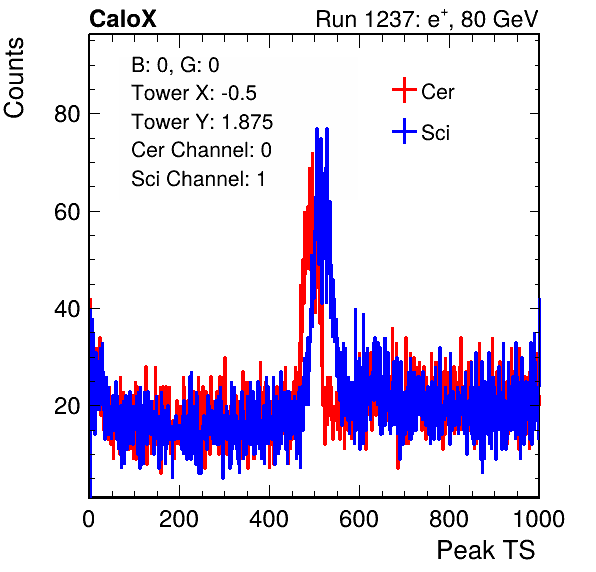 CaloX Run 1237: e+, 80 GeV
Counts
B: 0, G: 0
Tower X: -0.5
Tower Y: 1.875
Cer Channel: 0
Sci Channel: 1
Cer
Sci
80
60
40
20
0 200 400 600 800 1000
Peak TS